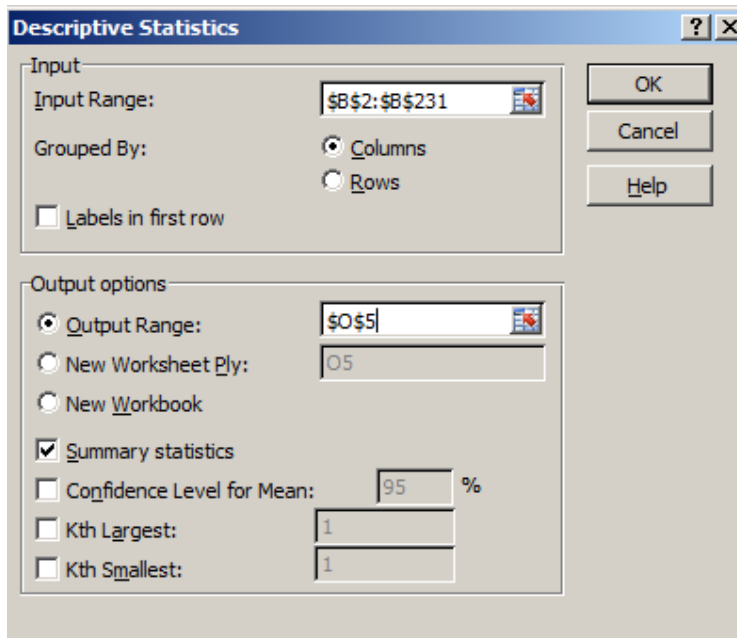 Descriptive Statistics ? X
Input
Input Range: $B$2:$B$231
Grouped By: Columns
Rows
Labels in first row
OK
Cancel
Help
Output options
Output Range: $O$5
New Worksheet Ply: O5
New Workbook
Summary statistics
Confidence Level for Mean: 95 %
Kth Largest: 1
Kth Smallest: 1